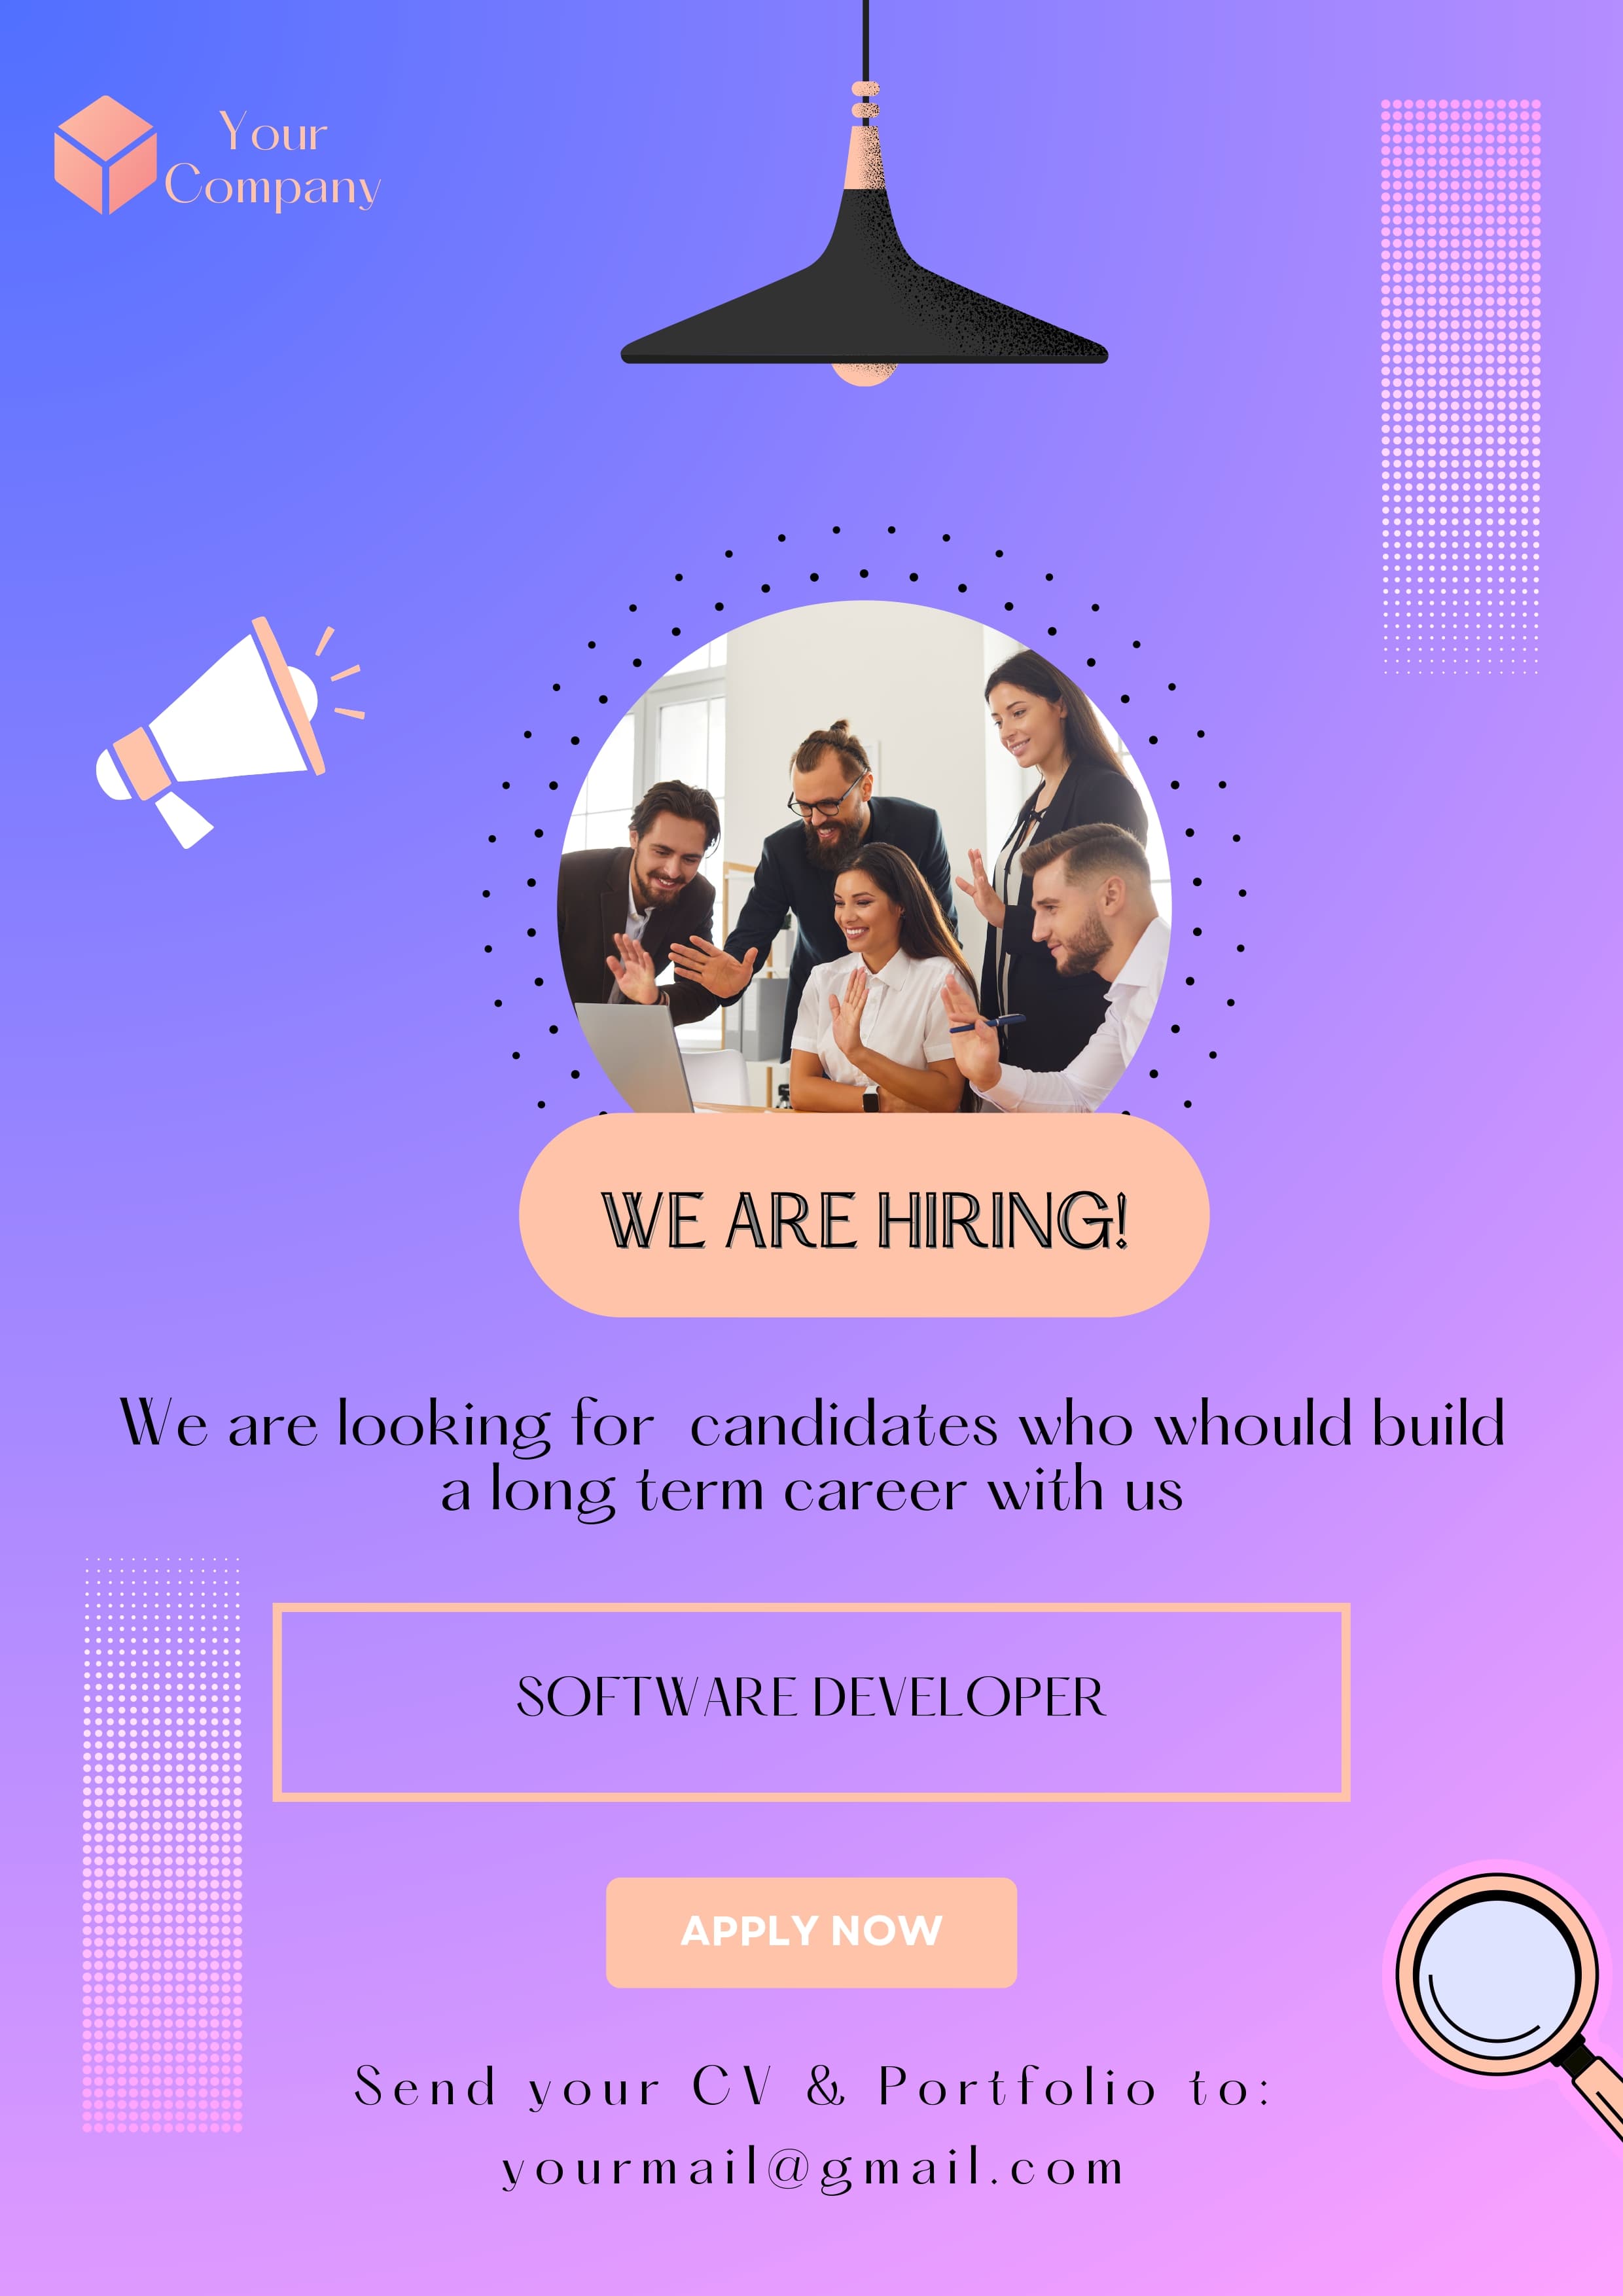 Your
Company
WE ARE HIRING!
We are looking for  candidates who whould build
a long term career with us
SOFTWARE DEVELOPER
APPLY NOW
Send your CV & Portfolio to:
yourmail@gmail.com